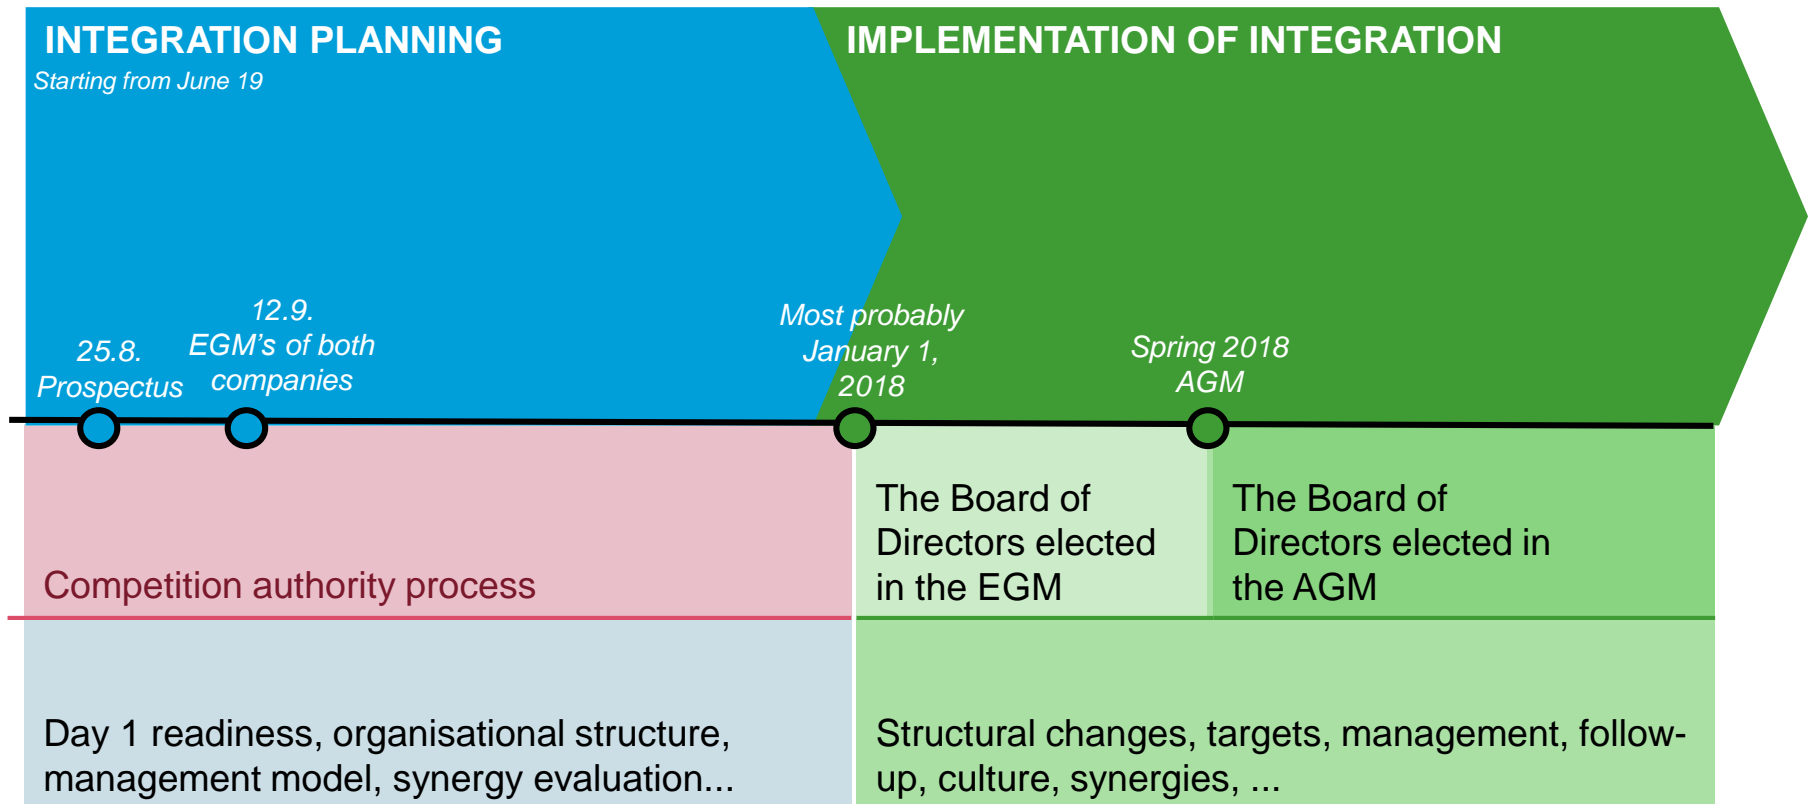 INTEGRATION PLANNING
Starting from June 19
IMPLEMENTATION OF INTEGRATION
25.8.
Prospectus
12.9.
EGM's of both
companies
Most probably
January 1,
2018
Spring 2018
AGM
Competition authority process
The Board of
Directors elected
in the EGM
The Board of
Directors elected in
the AGM
Day 1 readiness, organisational structure,
management model, synergy evaluation...
Structural changes, targets, management, follow-
up, culture, synergies, ...